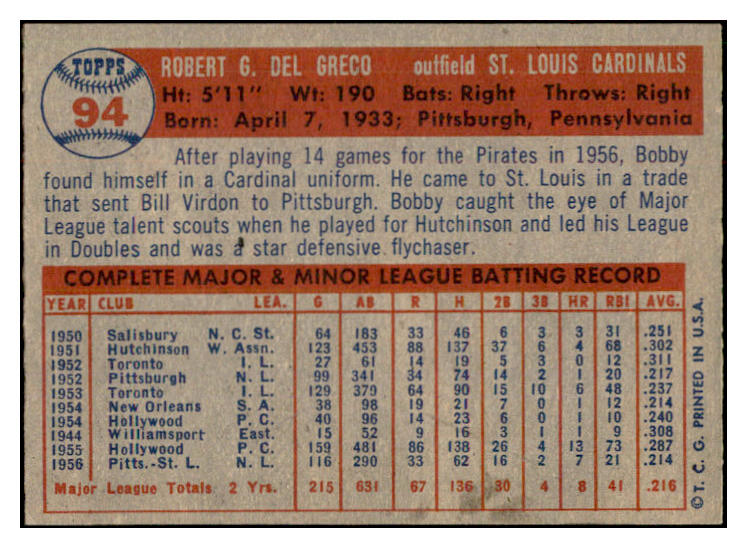 TOPPS
94
ROBERT G. DEL GRECO outfield ST. LOUIS CARDINALS
Ht: 5'11" Wt: 190 Bats: Right Throws: Right
Born: April 7, 1933; Pittsburgh, Pennsylvania
After playing 14 games for the Pirates in 1956, Bobby
found himself in a Cardinal uniform. He came to St. Louis in a trade
that sent Bill Virdon to Pittsburgh. Bobby caught the eye of Major
League talent scouts when he played for Hutchinson and led his League
in Doubles and was a star defensive flychaser.
COMPLETE MAJOR & MINOR LEAGUE BATTING RECORD
YEAR CLUB LEA. G AB R H 2B 3B HR RBI AVG.
1950 Salisbury N. C. St. 64 183 33 46 6 3 3 31 .251
1951 Hutchinson W. Assn. 123 453 88 137 37 6 4 68 .302
1952 Toronto I. L. 27 61 14 19 5 3 0 12 .311
1952 Pittsburgh N. L. 99 341 34 74 14 2 1 20 .217
1953 Toronto I. L. 129 379 64 90 15 10 6 48 .237
1954 New Orleans S. A. 38 98 19 21 7 0 1 12 .214
1954 Hollywood P. C. 40 96 14 23 6 0 1 10 .240
1944 Williamsport East. 15 52 9 16 3 1 1 9 .308
1955 Hollywood P. C. 159 481 86 138 26 4 13 73 .287
1956 Pitts.-St. L. N. L. 116 290 33 62 16 2 7 21 .214
Major League Totals 2 Yrs. 215 631 67 136 30 4 8 41 .216
© T. C. G. PRINTED IN U.S.A.